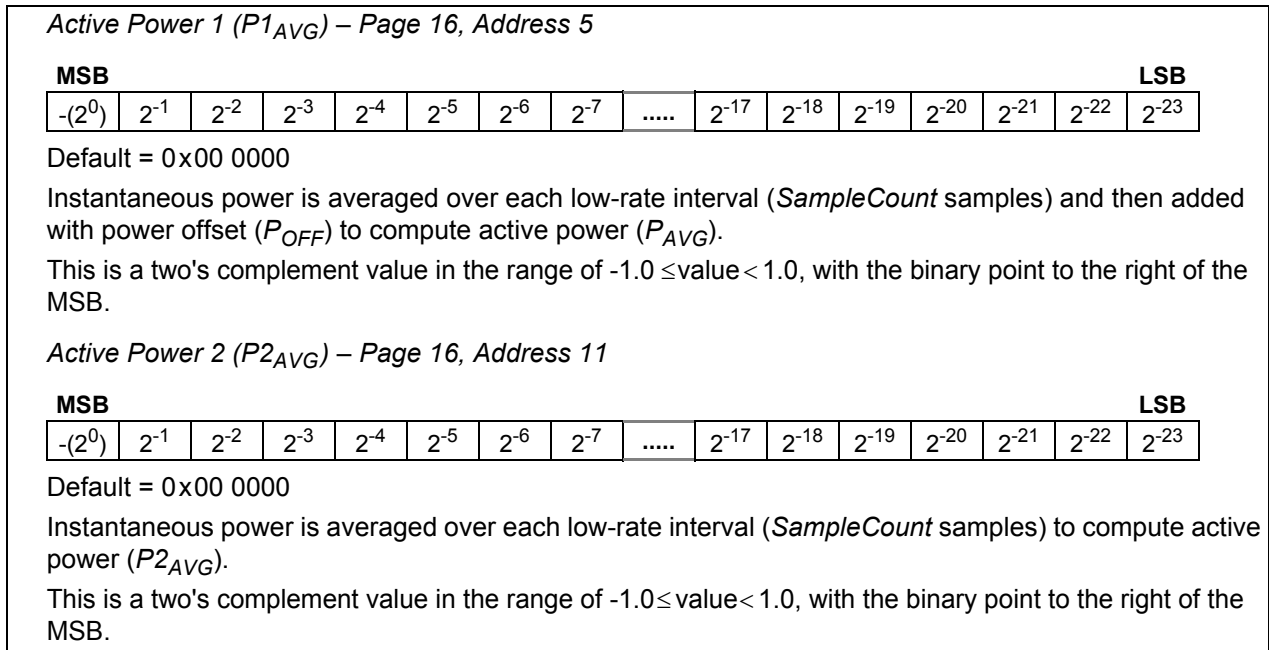 Active Power 1 (P1AVG) – Page 16, Address 5
MSB LSB
-(2^0) 2^-1 2^-2 2^-3 2^-4 2^-5 2^-6 2^-7 ..... 2^-17 2^-18 2^-19 2^-20 2^-21 2^-22 2^-23
Default = 0x00 0000
Instantaneous power is averaged over each low-rate interval (SampleCount samples) and then added
with power offset (POFF) to compute active power (PAVG).
This is a two's complement value in the range of -1.0 ≤value<1.0, with the binary point to the right of the
MSB.
Active Power 2 (P2AVG) – Page 16, Address 11
MSB LSB
-(2^0) 2^-1 2^-2 2^-3 2^-4 2^-5 2^-6 2^-7 ..... 2^-17 2^-18 2^-19 2^-20 2^-21 2^-22 2^-23
Default = 0x00 0000
Instantaneous power is averaged over each low-rate interval (SampleCount samples) to compute active
power (P2AVG).
This is a two's complement value in the range of -1.0≤value<1.0, with the binary point to the right of the
MSB.